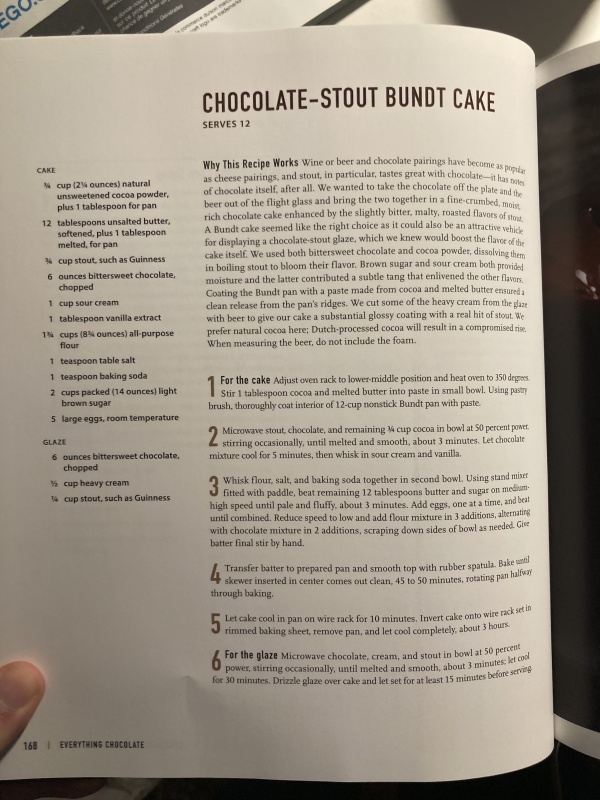 EGO.
CHOCOLATE-STOUT BUNDT CAKE
SERVES 12
CAKE
¾ cup (2¼ ounces) natural
unsweetened cocoa powder,
plus 1 tablespoon for pan
12 tablespoons unsalted butter,
softened, plus 1 tablespoon
melted, for pan
¾ cup stout, such as Guinness
6 ounces bittersweet chocolate,
chopped
1 cup sour cream
1 tablespoon vanilla extract
1¾ cups (8¾ ounces) all-purpose
flour
1 teaspoon table salt
1 teaspoon baking soda
2 cups packed (14 ounces) light
brown sugar
5 large eggs, room temperature
GLAZE
6 ounces bittersweet chocolate,
chopped
½ cup heavy cream
¼ cup stout, such as Guinness
Why This Recipe Works Wine or beer and chocolate pairings have become as popular
as cheese pairings, and stout, in particular, tastes great with chocolate—it has notes
of chocolate itself, after all. We wanted to take the chocolate off the plate and the
beer out of the flight glass and bring the two together in a fine-crumbed, moist,
rich chocolate cake enhanced by the slightly bitter, malty, roasted flavors of stout.
A Bundt cake seemed like the right choice as it could also be an attractive vehicle
for displaying a chocolate-stout glaze, which we knew would boost the flavor of the
cake itself. We used both bittersweet chocolate and cocoa powder, dissolving them
in boiling stout to bloom their flavor. Brown sugar and sour cream both provided
moisture and the latter contributed a subtle tang that enlivened the other flavors.
Coating the Bundt pan with a paste made from cocoa and melted butter ensured a
clean release from the pan's ridges. We cut some of the heavy cream from the glaze
with beer to give our cake a substantial glossy coating with a real hit of stout. We
prefer natural cocoa here; Dutch-processed cocoa will result in a compromised rise.
When measuring the beer, do not include the foam.
1 For the cake Adjust oven rack to lower-middle position and heat oven to 350 degrees.
Stir 1 tablespoon cocoa and melted butter into paste in small bowl. Using pastry
brush, thoroughly coat interior of 12-cup nonstick Bundt pan with paste.
2 Microwave stout, chocolate, and remaining ¾ cup cocoa in bowl at 50 percent power,
stirring occasionally, until melted and smooth, about 3 minutes. Let chocolate
mixture cool for 5 minutes, then whisk in sour cream and vanilla.
3 Whisk flour, salt, and baking soda together in second bowl. Using stand mixer
fitted with paddle, beat remaining 12 tablespoons butter and sugar on medium-
high speed until pale and fluffy, about 3 minutes. Add eggs, one at a time, and beat
until combined. Reduce speed to low and add flour mixture in 3 additions, alternating
with chocolate mixture in 2 additions, scraping down sides of bowl as needed. Give
batter final stir by hand.
4 Transfer batter to prepared pan and smooth top with rubber spatula. Bake until
skewer inserted in center comes out clean, 45 to 50 minutes, rotating pan halfway
through baking.
5 Let cake cool in pan on wire rack for 10 minutes. Invert cake onto wire rack set in
rimmed baking sheet, remove pan, and let cool completely, about 3 hours.
6 For the glaze Microwave chocolate, cream, and stout in bowl at 50 percent
power, stirring occasionally, until melted and smooth, about 3 minutes; let cool
for 30 minutes. Drizzle glaze over cake and let set for at least 15 minutes before serving.
168 | EVERYTHING CHOCOLATE